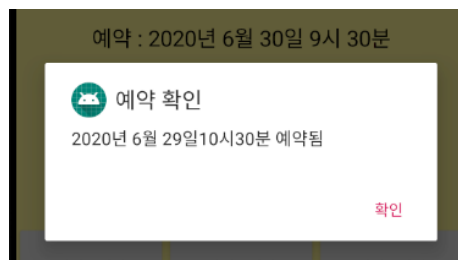 예약 : 2020년 6월 30일 9시 30분
예약 확인
2020년 6월 29일10시30분 예약됨
확인